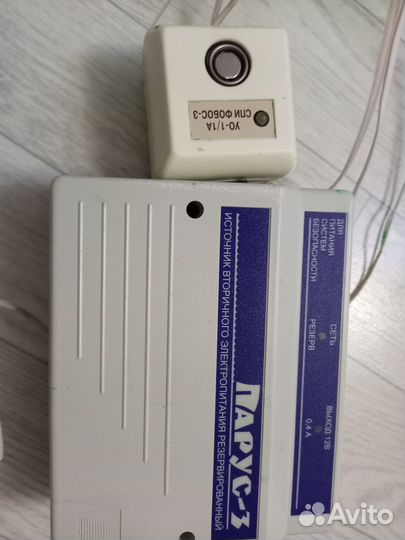 УО-1/1А
СПИ ФОБОС-3
ПАРУС-3
ИСТОЧНИК ВТОРИЧНОГО ЭЛЕКТРОПИТАНИЯ РЕЗЕРВИРОВАННЫЙ
ДЛЯ
ПИТАНИЯ
СИСТЕМ
БЕЗОПАСНОСТИ
СЕТЬ
РЕЗЕРВ
ВЫХОД 12В
0,4 А
Avito